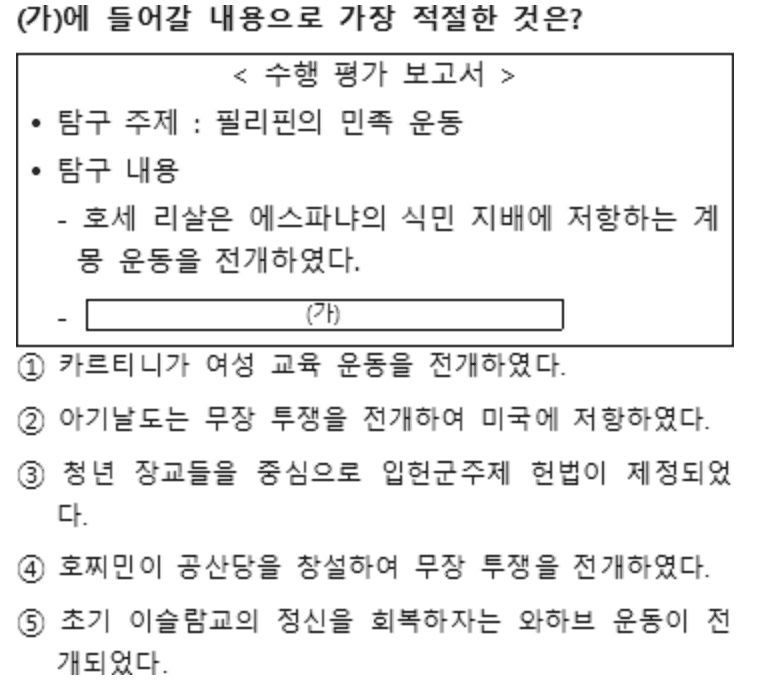 (가)에 들어갈 내용으로 가장 적절한 것은?
< 수행 평가 보고서 >
• 탐구 주제 : 필리핀의 민족 운동
• 탐구 내용
- 호세 리살은 에스파냐의 식민 지배에 저항하는 계
몽 운동을 전개하였다.
- (가)
① 카르티니가 여성 교육 운동을 전개하였다.
② 아기날도는 무장 투쟁을 전개하여 미국에 저항하였다.
③ 청년 장교들을 중심으로 입헌군주제 헌법이 제정되었
다.
④ 호찌민이 공산당을 창설하여 무장 투쟁을 전개하였다.
⑤ 초기 이슬람교의 정신을 회복하자는 와하브 운동이 전
개되었다.